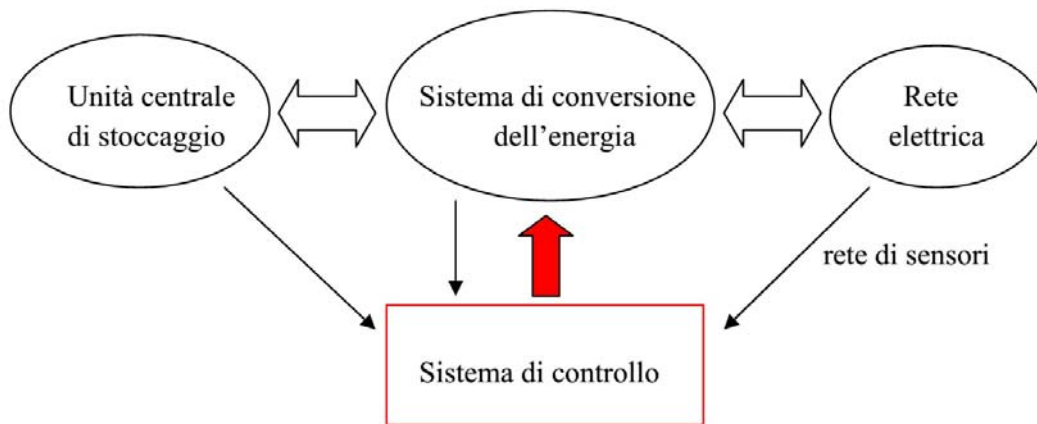 Unità centrale
di stoccaggio
Sistema di conversione
dell'energia
Rete
elettrica
rete di sensori
Sistema di controllo